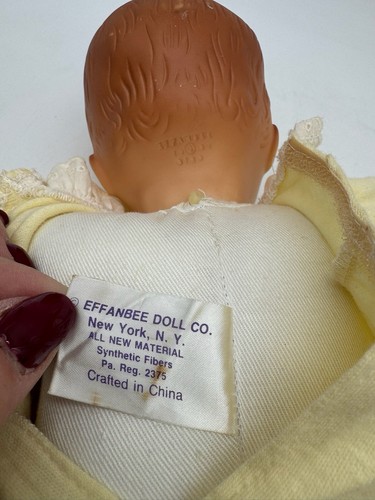 © EFFANBEE DOLL CO.
New York, N. Y.
ALL NEW MATERIAL
Synthetic Fibers
Pa. Reg. 2375
Crafted in China